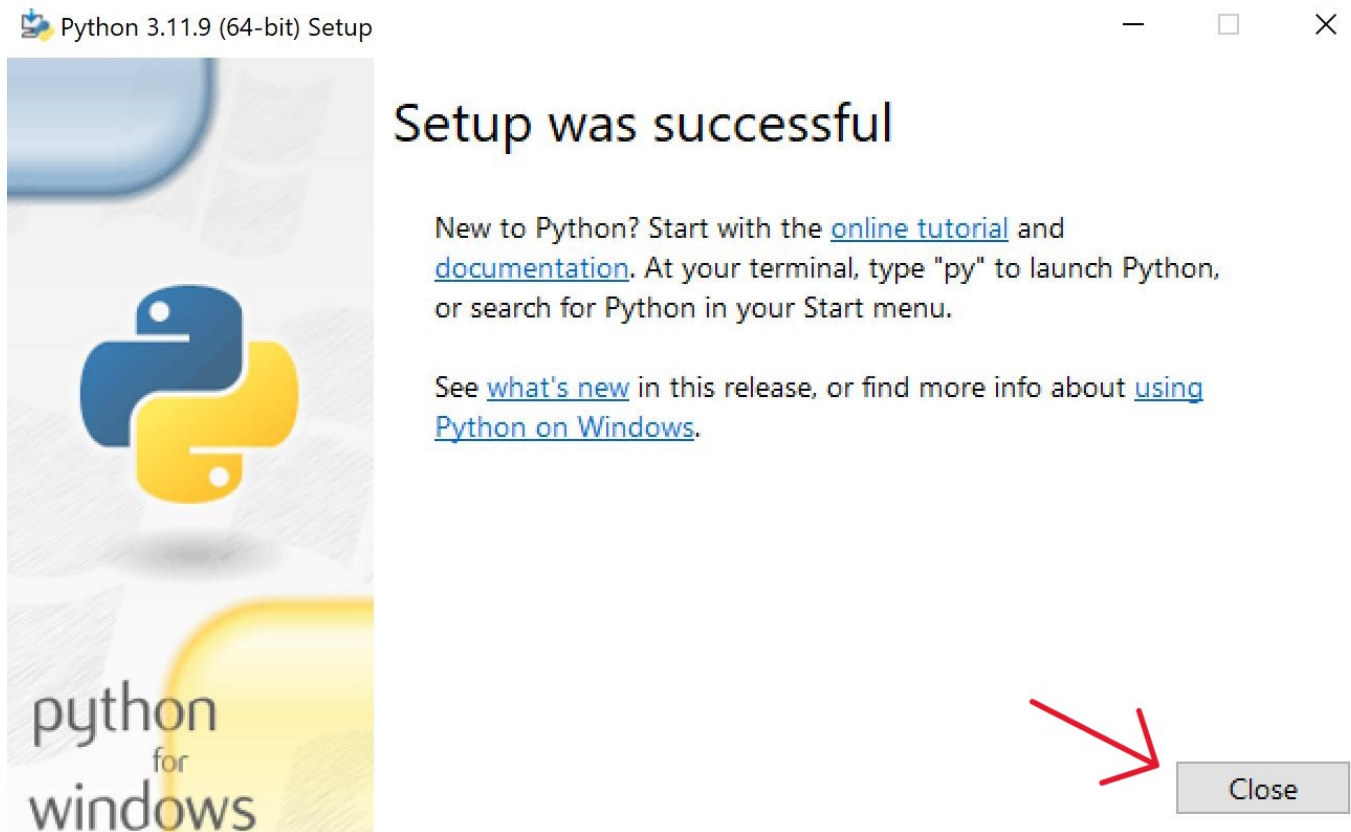 Python 3.11.9 (64-bit) Setup
Setup was successful
New to Python? Start with the online tutorial and
documentation. At your terminal, type "py" to launch Python,
or search for Python in your Start menu.
See what's new in this release, or find more info about using
Python on Windows.
python
for
windows
Close